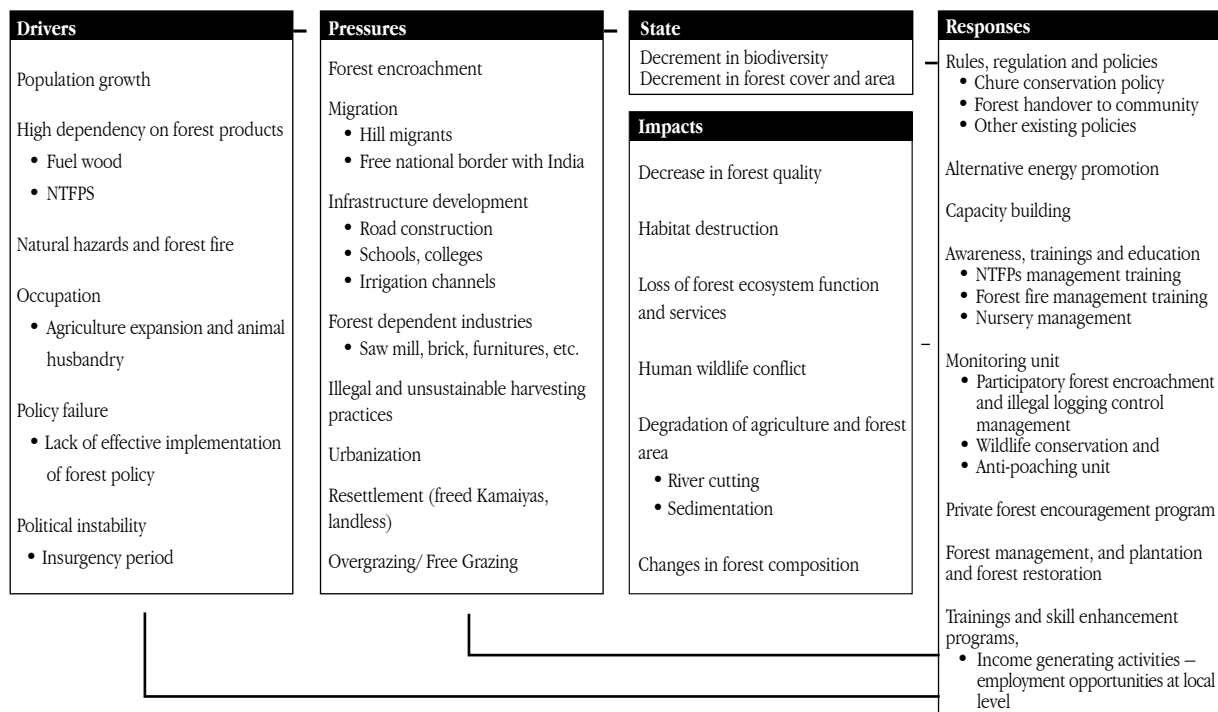 Drivers
Population growth
High dependency on forest products
• Fuel wood
• NTFPS
Natural hazards and forest fire
Occupation
• Agriculture expansion and animal
husbandry
Policy failure
• Lack of effective implementation
of forest policy
Political instability
• Insurgency period
Pressures
Forest encroachment
Migration
• Hill migrants
• Free national border with India
Infrastructure development
• Road construction
• Schools, colleges
• Irrigation channels
Forest dependent industries
• Saw mill, brick, furnitures, etc.
Illegal and unsustainable harvesting
practices
Urbanization
Resettlement (freed Kamaiyas,
landless)
Overgrazing/ Free Grazing
State
Decrement in biodiversity
Decrement in forest cover and area
Impacts
Decrease in forest quality
Habitat destruction
Loss of forest ecosystem function
and services
Human wildlife conflict
Degradation of agriculture and forest
area
• River cutting
• Sedimentation
Changes in forest composition
Responses
Rules, regulation and policies
• Chure conservation policy
• Forest handover to community
• Other existing policies
Alternative energy promotion
Capacity building
Awareness, trainings and education
• NTFPs management training
• Forest fire management training
• Nursery management
Monitoring unit
• Participatory forest encroachment
and illegal logging control
management
• Wildlife conservation and
• Anti-poaching unit
Private forest encouragement program
Forest management, and plantation
and forest restoration
Trainings and skill enhancement
programs,
• Income generating activities –
employment opportunities at local
level